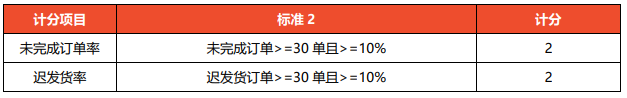 计分项目 标准 2 计分
未完成订单率 未完成订单>=30 单且>=10% 2
迟发货率 迟发货订单>=30 单且>=10% 2